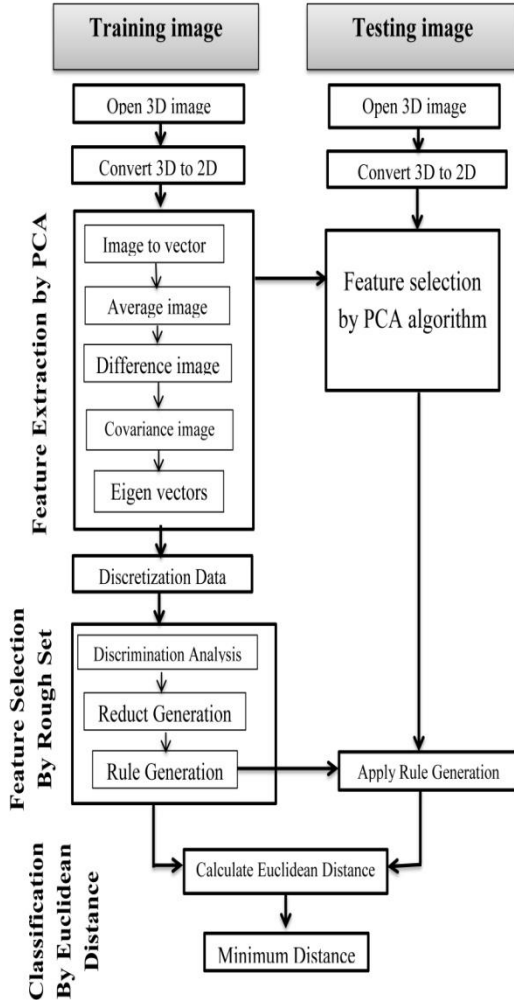 Training image
Testing image
Open 3D image
Open 3D image
Convert 3D to 2D
Convert 3D to 2D
Feature Extraction by PCA
Image to vector
Average image
Difference image
Covariance image
Eigen vectors
Feature selection
by PCA algorithm
Discretization Data
Feature Selection
By Rough Set
Discrimination Analysis
Reduct Generation
Rule Generation
Apply Rule Generation
Classification
By Euclidean
Distance
Calculate Euclidean Distance
Minimum Distance